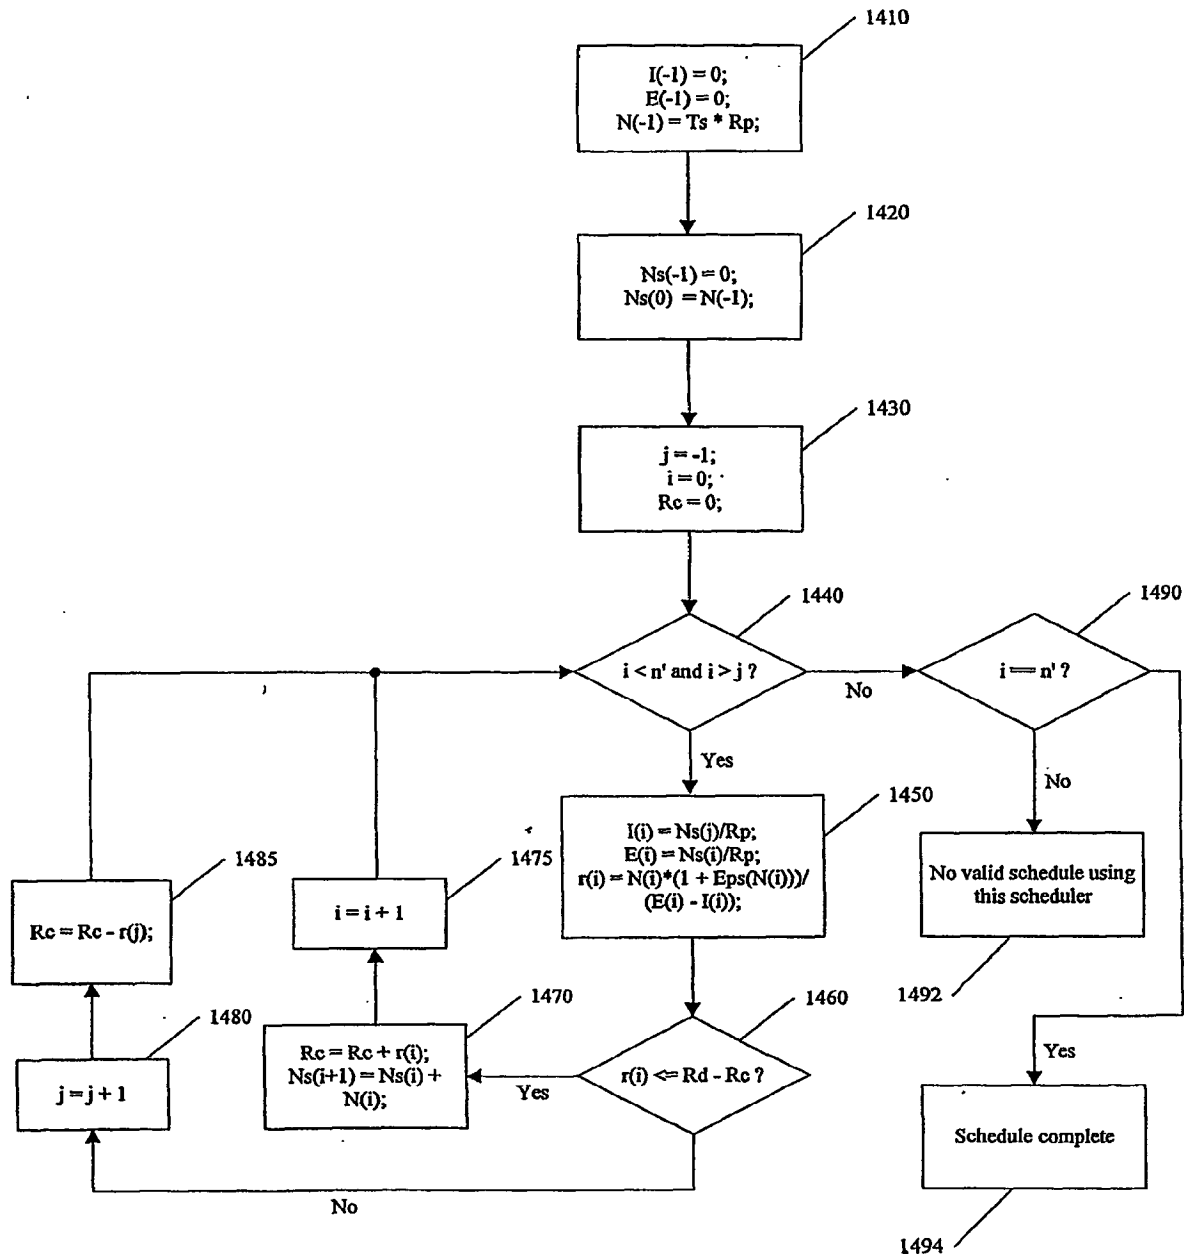 1410
I(-1) = 0;
E(-1) = 0;
N(-1) = Ts * Rp;
1420
Ns(-1) = 0;
Ns(0) = N(-1);
1430
j = -1;
i = 0;
Rc = 0;
1440
i < n' and i > j ?
No
Yes
1490
i == n' ?
No
Yes
1450
I(i) = Ns(j)/Rp;
E(i) = Ns(i)/Rp;
r(i) = N(i)*(1 + Eps(N(i)))/
(E(i) - I(i));
1485
Rc = Rc - r(j);
1475
i = i + 1
No valid schedule using
this scheduler
1492
1480
j = j + 1
1470
Rc = Rc + r(i);
Ns(i+1) = Ns(i) +
N(i);
Yes
1460
r(i) <= Rd - Rc ?
No
Schedule complete
1494